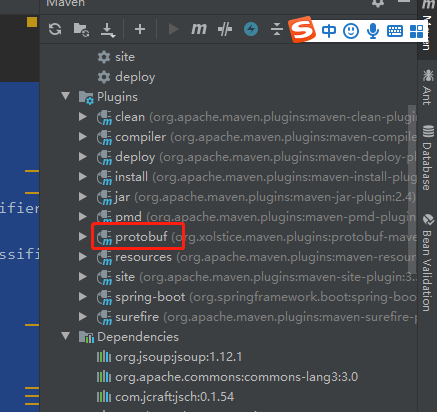 Maven
m
S 中
site
deploy
Plugins
clean (org.apache.maven.plugins:maven-clean-plugin
compiler (org.apache.maven.plugins:maven-compile
deploy (org.apache.maven.plugins:maven-deploy-pl
install (org.apache.maven.plugins:maven-install-plu
jar (org.apache.maven.plugins:maven-jar-plugin:2.4)
pmd (org.apache.maven.plugins:maven-pmd-plugin
protobuf (org.xolstice.maven.plugins:protobuf-mave
resources (org.apache.maven.plugins:maven-resour
site (org.apache.maven.plugins:maven-site-plugin:3.
spring-boot (org.springframework.boot:spring-boo
surefire (org.apache.maven.plugins:maven-surefire-p
Dependencies
org.jsoup:jsoup:1.12.1
org.apache.commons:commons-lang3:3.0
com.jcraft:jsch:0.1.54
ifier
ssifi
Maven
Ant
Database
Bean Validation